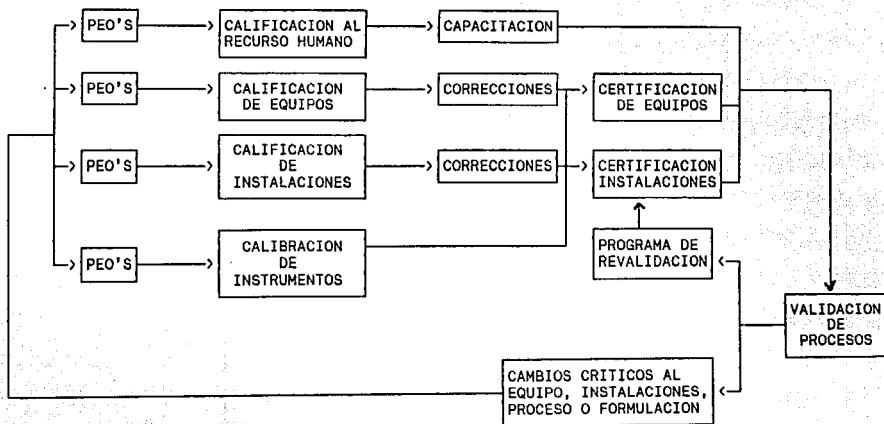 PEO'S
CALIFICACION AL
RECURSO HUMANO
CAPACITACION
PEO'S
CALIFICACION
DE EQUIPOS
CORRECCIONES
CERTIFICACION
DE EQUIPOS
PEO'S
CALIFICACION
DE
INSTALACIONES
CORRECCIONES
CERTIFICACION
INSTALACIONES
PEO'S
CALIBRACION
DE
INSTRUMENTOS
PROGRAMA DE
REVALIDACION
VALIDACION
DE
PROCESOS
CAMBIOS CRITICOS AL
EQUIPO, INSTALACIONES,
PROCESO O FORMULACION